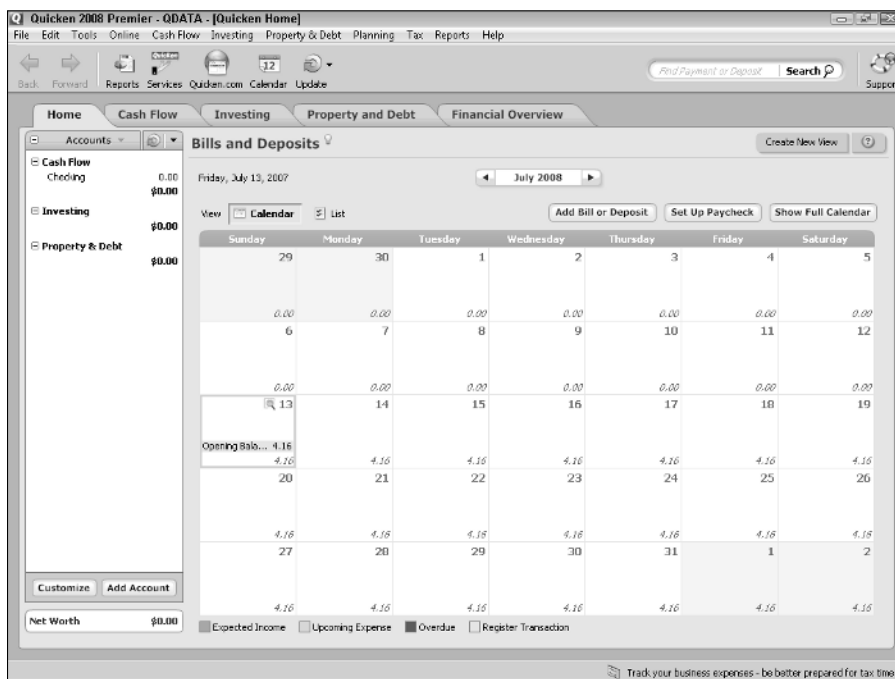 Quicken 2008 Premier - QDATA - [Quicken Home]
File Edit Tools Online Cash Flow Investing Property & Debt Planning Tax Reports Help
12
Find Payment or Deposit Search
Back Forward Reports Services Quicken.com Calendar Update Suppor
Home Cash Flow Investing Property and Debt Financial Overview
Accounts
Bills and Deposits Create New View ?
Cash Flow
Checking 0.00
$0.00
Friday, July 13, 2007 July 2008
Investing
$0.00
View Calendar List Add Bill or Deposit Set Up Paycheck Show Full Calendar
Property & Debt
$0.00
Sunday Monday Tuesday Wednesday Thursday Friday Saturday
29 30 1 2 3 4 5
0.00 0.00 0.00 0.00 0.00 0.00 0.00
6 7 8 9 10 11 12
0.00 0.00 0.00 0.00 0.00 0.00 0.00
13 14 15 16 17 18 19
Opening Bala... 4.16
4.16 4.16 4.16 4.16 4.16 4.16 4.16
20 21 22 23 24 25 26
4.16 4.16 4.16 4.16 4.16 4.16 4.16
27 28 29 30 31 1 2
4.16 4.16 4.16 4.16 4.16 4.16 4.16
Customize Add Account
Net Worth $0.00
Expected Income Upcoming Expense Overdue Register Transaction
Track your business expenses - be better prepared for tax time